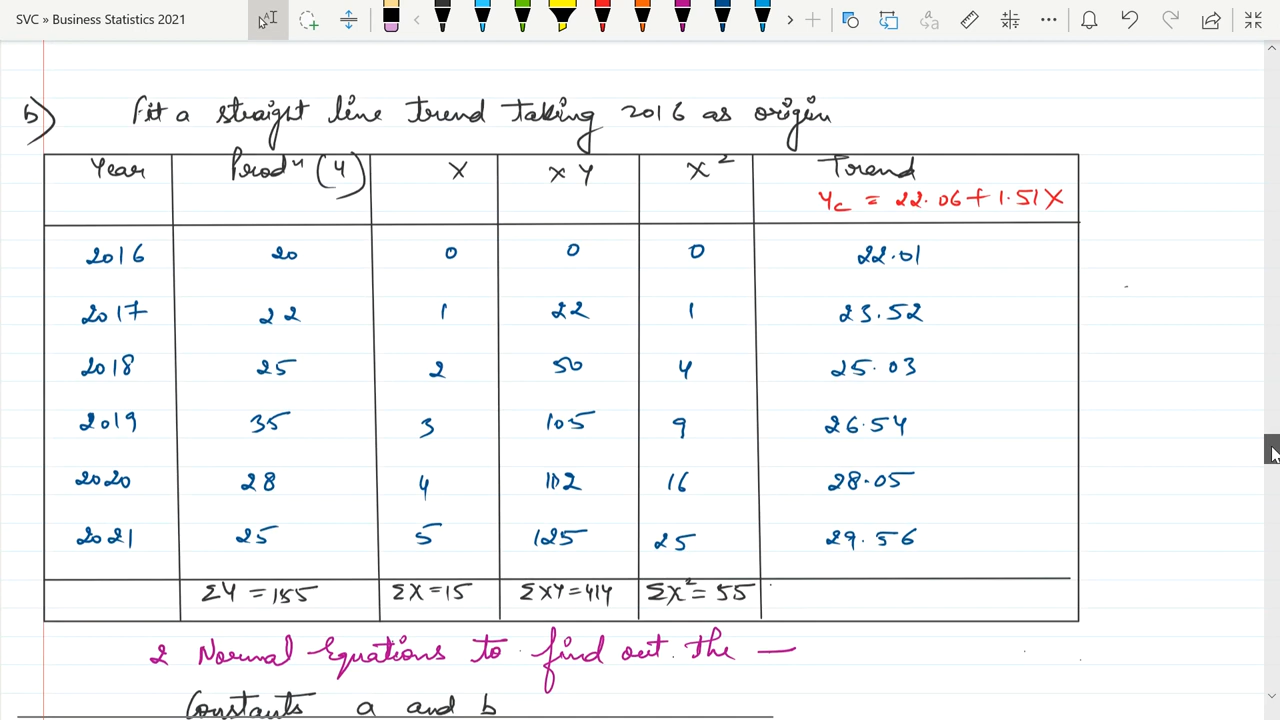 SVC » Business Statistics 2021
b) Fit a straight line trend taking 2016 as origin
Year Prodn (Y) X XY X² Trend
Yc = 22.06 + 1.51X
2016 20 0 0 0 22.01
2017 22 1 22 1 23.52
2018 25 2 50 4 25.03
2019 35 3 105 9 26.54
2020 28 4 112 16 28.05
2021 25 5 125 25 29.56
ΣY = 155 ΣX = 15 ΣXY = 414 ΣX² = 55
2 Normal Equations to find out the —
Constants a and b